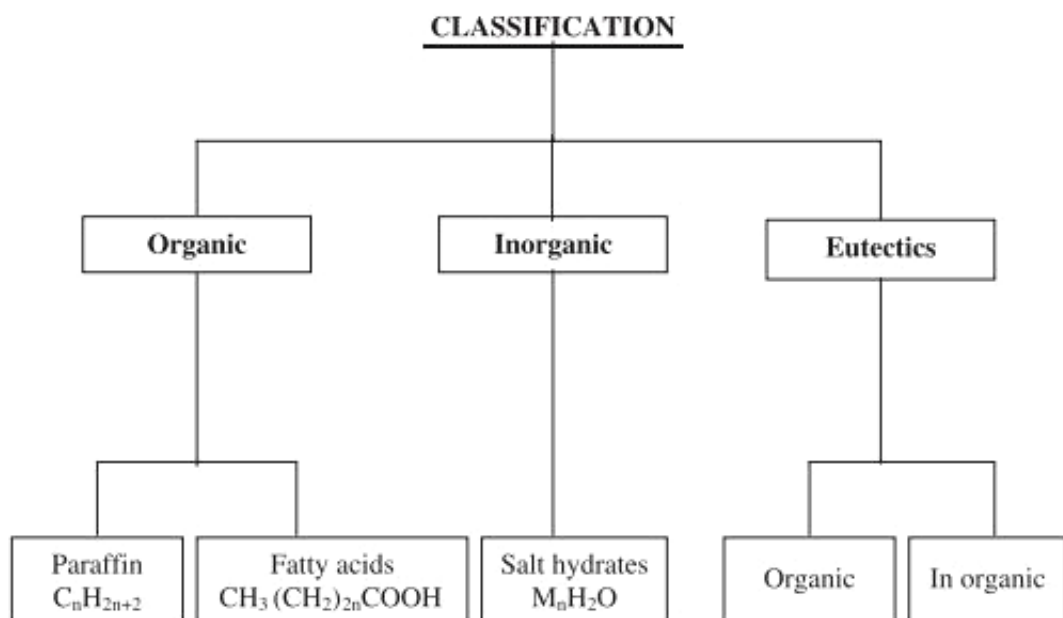 CLASSIFICATION
Organic
Inorganic
Eutectics
Paraffin
CₙH₂ₙ₊₂
Fatty acids
CH₃(CH₂)₂ₙCOOH
Salt hydrates
MₙH₂O
Organic
In organic